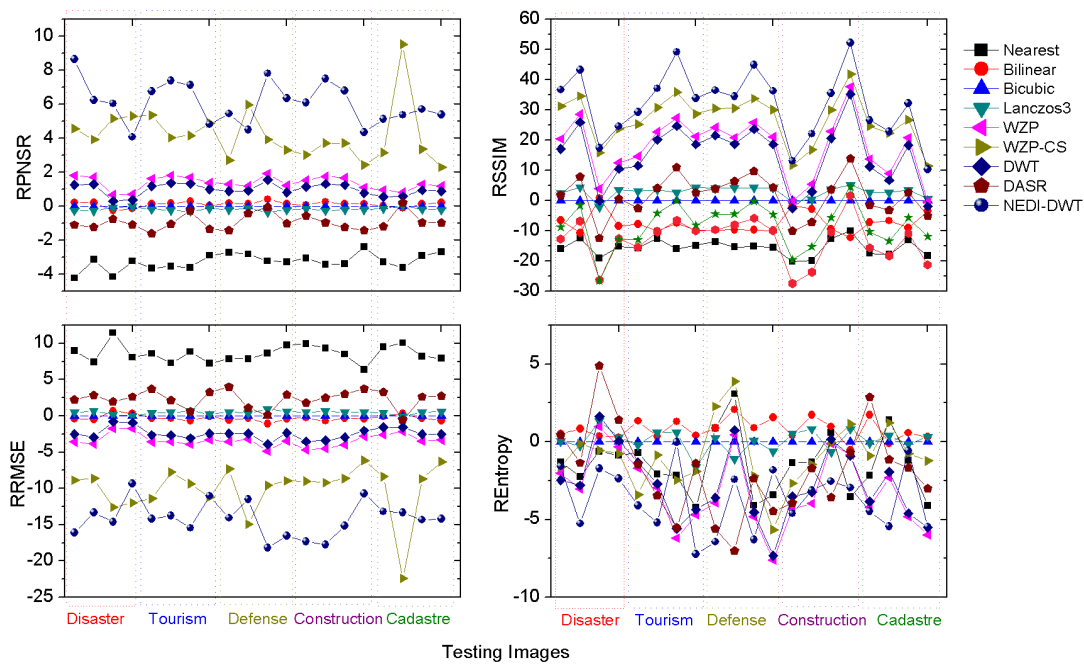 RPNSR
10
8
6
4
2
0
-2
-4
RSSIM
60
50
40
30
20
10
0
-10
-20
-30
Nearest
Bilinear
Bicubic
Lanczos3
WZP
WZP-CS
DWT
DASR
NEDI-DWT
RRMSE
10
5
0
-5
-10
-15
-20
-25
REntropy
5
0
-5
-10
Disaster Tourism Defense Construction Cadastre
Disaster Tourism Defense Construction Cadastre
Testing Images